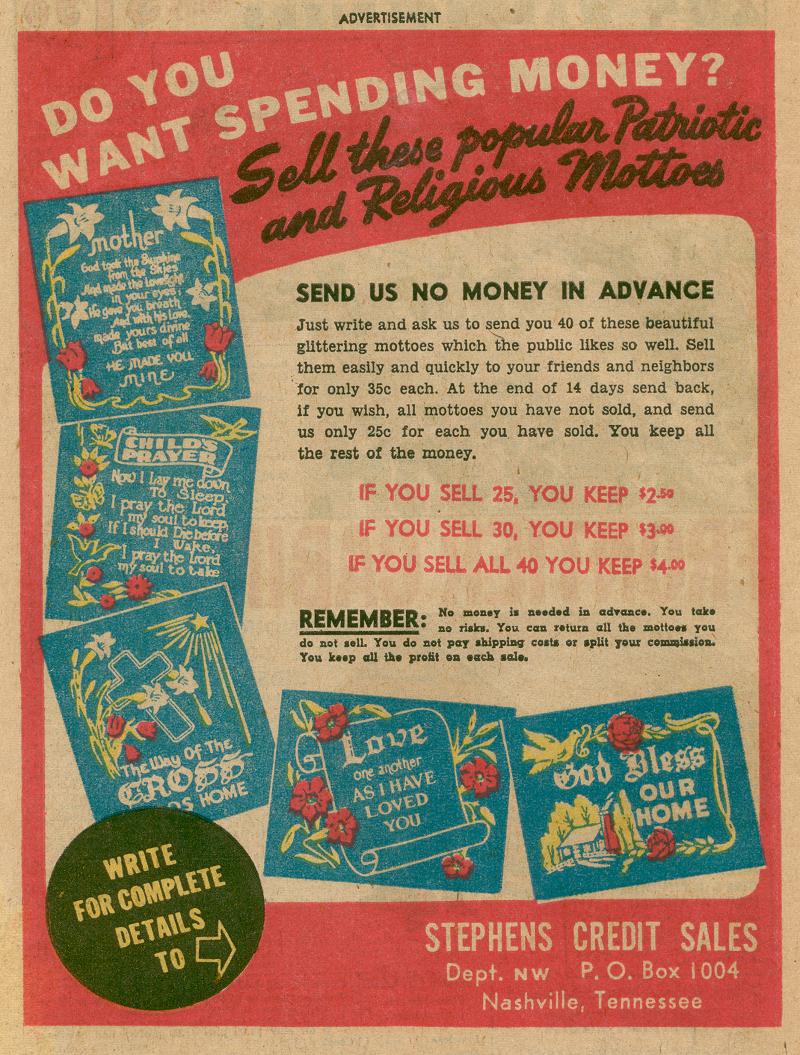 ADVERTISEMENT
DO YOU
WANT SPENDING MONEY?
Sell these popular Patriotic
and Religious Mottoes
mother
God took the Sunshine
from the Skies
And made the lovelight
in your eyes;
He gave you breath
And with his love,
made yours divine
But best of all
HE MADE YOU
MINE
CHILD'S
PRAYER
Now I lay me down
To Sleep,
I pray the Lord
my soul to keep,
If I should Die before
I Wake,
I pray the Lord
my soul to take
The Way Of The
CROSS
HOME
SEND US NO MONEY IN ADVANCE
Just write and ask us to send you 40 of these beautiful
glittering mottoes which the public likes so well. Sell
them easily and quickly to your friends and neighbors
for only 35c each. At the end of 14 days send back,
if you wish, all mottoes you have not sold, and send
us only 25c for each you have sold. You keep all
the rest of the money.
IF YOU SELL 25, YOU KEEP $2.50
IF YOU SELL 30, YOU KEEP $3.00
IF YOU SELL ALL 40 YOU KEEP $4.00
REMEMBER: No money is needed in advance. You take
no risks. You can return all the mottoes you
do not sell. You do not pay shipping costs or split your commission.
You keep all the profit on each sale.
Love
one another
AS I HAVE
LOVED
YOU
God Bless
OUR
HOME
WRITE
FOR COMPLETE
DETAILS
TO
STEPHENS CREDIT SALES
Dept. NW P. O. Box 1004
Nashville, Tennessee